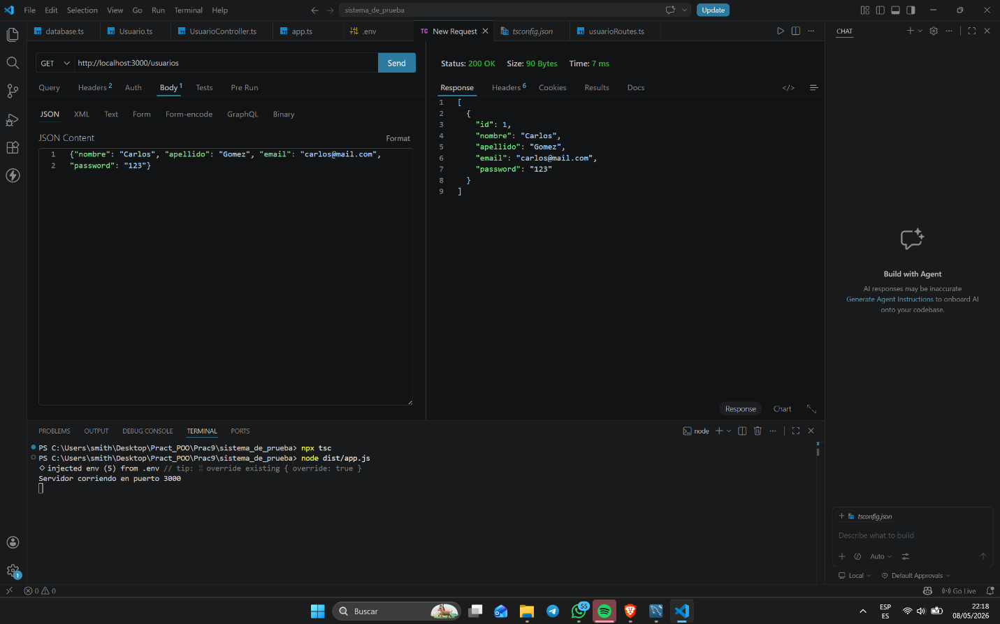 File Edit Selection View Go Run Terminal Help
sistema_de_prueba
Update
database.ts
Usuario.ts
UsuarioController.ts
app.ts
.env
TC New Request
tsconfig.json
usuarioRoutes.ts
CHAT
GET
http://localhost:3000/usuarios
Send
Query Headers 2 Auth Body 1 Tests Pre Run
JSON XML Text Form Form-encode GraphQL Binary
JSON Content
Format
1 {"nombre": "Carlos", "apellido": "Gomez", "email": "carlos@mail.com",
2 "password": "123"}
Status: 200 OK Size: 90 Bytes Time: 7 ms
Response Headers 6 Cookies Results Docs
</>
1 [
2 {
3 "id": 1,
4 "nombre": "Carlos",
5 "apellido": "Gomez",
6 "email": "carlos@mail.com",
7 "password": "123"
8 }
9 ]
Response Chart
Build with Agent
AI responses may be inaccurate
Generate Agent Instructions to onboard AI
onto your codebase.
PROBLEMS OUTPUT DEBUG CONSOLE TERMINAL PORTS
node
PS C:\Users\smith\Desktop\Pract_POO\Prac9\sistema_de_prueba> npx tsc
PS C:\Users\smith\Desktop\Pract_POO\Prac9\sistema_de_prueba> node dist/app.js
◇ injected env (5) from .env // tip: ⌘ override existing { override: true }
Servidor corriendo en puerto 3000
tsconfig.json
Describe what to build
Auto
Local
Default Approvals
1
0 0
Go Live
Buscar
55
ESP
ES
22:18
08/05/2026